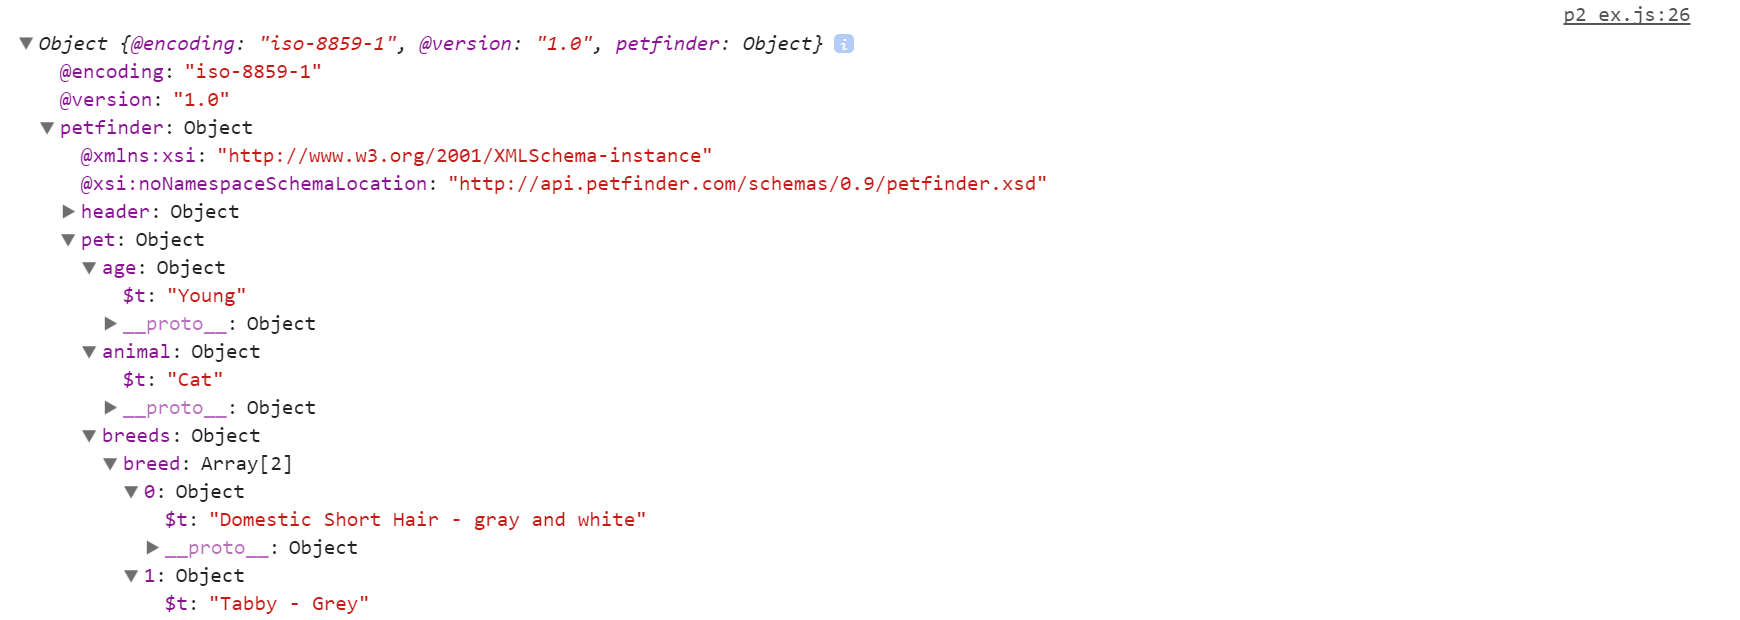 p2 ex.js:26
▼Object {@encoding: "iso-8859-1", @version: "1.0", petfinder: Object} i
@encoding: "iso-8859-1"
@version: "1.0"
▼petfinder: Object
@xmlns:xsi: "http://www.w3.org/2001/XMLSchema-instance"
@xsi:noNamespaceSchemaLocation: "http://api.petfinder.com/schemas/0.9/petfinder.xsd"
▶header: Object
▼pet: Object
▼age: Object
$t: "Young"
▶__proto__: Object
▼animal: Object
$t: "Cat"
▶__proto__: Object
▼breeds: Object
▼breed: Array[2]
▼0: Object
$t: "Domestic Short Hair - gray and white"
▶__proto__: Object
▼1: Object
$t: "Tabby - Grey"